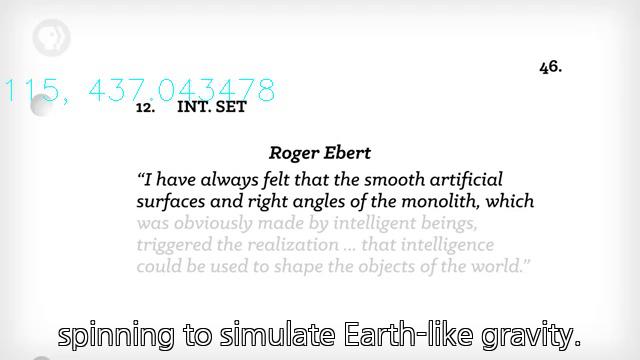 46.
115, 437.043478
12. INT. SET
Roger Ebert
“I have always felt that the smooth artificial
surfaces and right angles of the monolith, which
was obviously made by intelligent beings,
triggered the realization ... that intelligence
could be used to shape the objects of the world.”
spinning to simulate Earth-like gravity.